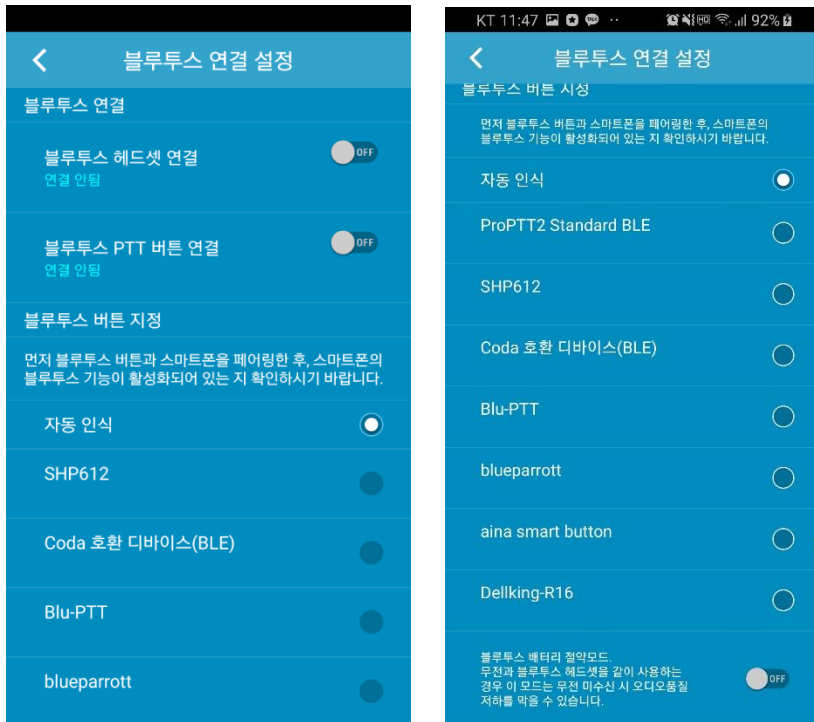 블루투스 연결 설정
블루투스 연결
블루투스 헤드셋 연결
OFF
연결 안됨
블루투스 PTT 버튼 연결
OFF
연결 안됨
블루투스 버튼 지정
먼저 블루투스 버튼과 스마트폰을 페어링한 후, 스마트폰의
블루투스 기능이 활성화되어 있는 지 확인하시기 바랍니다.
자동 인식
SHP612
Coda 호환 디바이스(BLE)
Blu-PTT
blueparrott
KT 11:47 92%
블루투스 연결 설정
블루투스 버튼 지정
먼저 블루투스 버튼과 스마트폰을 페어링한 후, 스마트폰의
블루투스 기능이 활성화되어 있는 지 확인하시기 바랍니다.
자동 인식
ProPTT2 Standard BLE
SHP612
Coda 호환 디바이스(BLE)
Blu-PTT
blueparrott
aina smart button
Dellking-R16
블루투스 배터리 절약모드.
무전과 블루투스 헤드셋을 같이 사용하는
경우 이 모드는 무전 미수신 시 오디오품질
저하를 막을 수 있습니다.
OFF